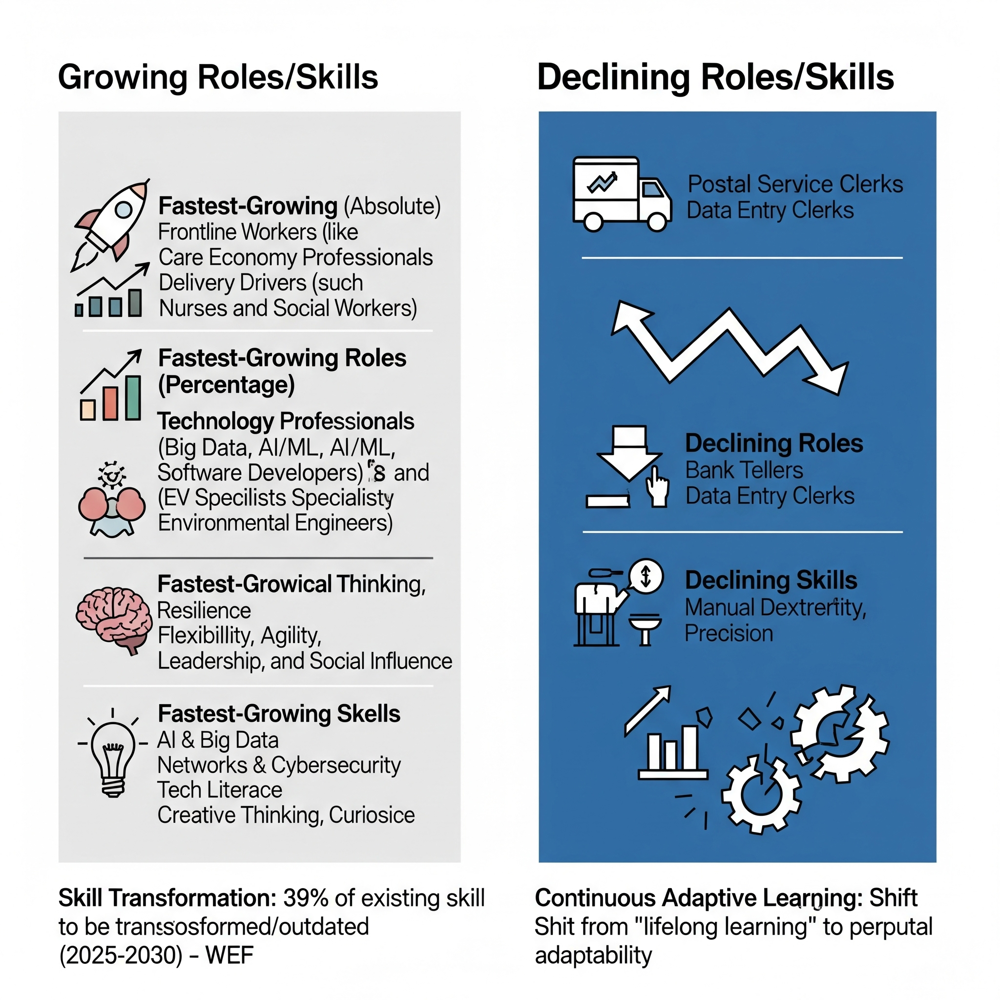 Growing Roles/Skills
Fastest-Growing (Absolute)
Frontline Workers (like
Care Economy Professionals
Delivery Drivers (such
Nurses and Social Workers)
Fastest-Growing Roles
(Percentage)
Technology Professionals
(Big Data, AI/ML, AI/ML,
Software Developers) 8 and
(EV Specilists Specialisty
Environmental Engineers)
Fastest-Growical Thinking,
Resilience
Flexibillity, Agility,
Leadership, and Social Influence
Fastest-Growing Skells
AI & Big Data
Networks & Cybersecurity
Tech Literace
Creative Thinking, Curiosice
Skill Transformation: 39% of existing skill
to be transsosformed/outdated
(2025-2030) – WEF
Declining Roles/Skills
Postal Service Clerks
Data Entry Clerks
Declining Roles
Bank Tellers
Data Entry Clerks
Declining Skills
Manual
Precision
Continuous Adaptive Learning: Shift
Shit from "lifelong learning" to perputal
adaptability